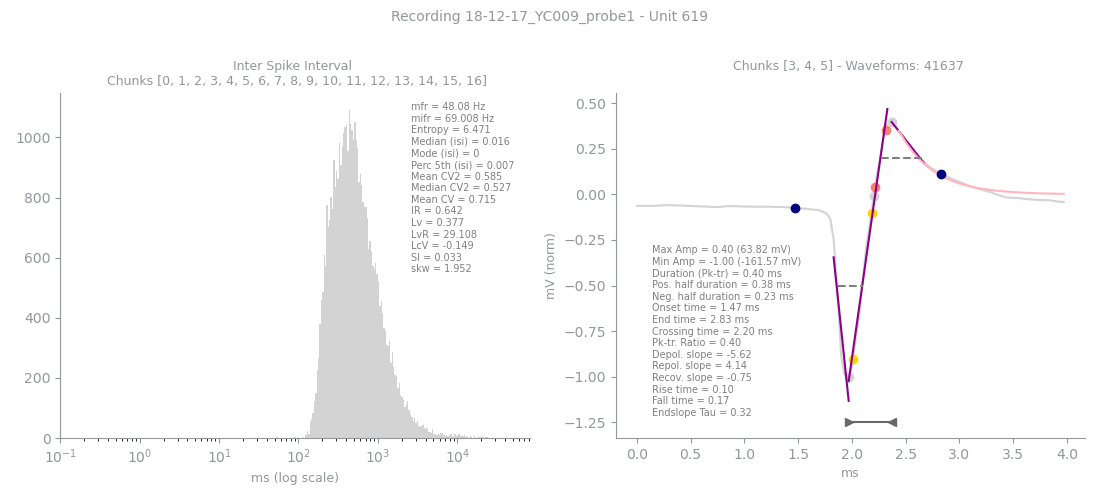 Recording 18-12-17_YC009_probe1 - Unit 619
Inter Spike Interval
Chunks [0, 1, 2, 3, 4, 5, 6, 7, 8, 9, 10, 11, 12, 13, 14, 15, 16]
mfr = 48.08 Hz
mifr = 69.008 Hz
Entropy = 6.471
Median (isi) = 0.016
Mode (isi) = 0
Perc 5th (isi) = 0.007
Mean CV2 = 0.585
Median CV2 = 0.527
Mean CV = 0.715
IR = 0.642
Lv = 0.377
LvR = 29.108
LcV = -0.149
SI = 0.033
skw = 1.952
1000
800
600
400
200
0
10⁻¹ 10⁰ 10¹ 10² 10³ 10⁴
ms (log scale)
Chunks [3, 4, 5] - Waveforms: 41637
mV (norm)
0.50
0.25
0.00
−0.25
−0.50
−0.75
−1.00
−1.25
Max Amp = 0.40 (63.82 mV)
Min Amp = -1.00 (-161.57 mV)
Duration (Pk-tr) = 0.40 ms
Pos. half duration = 0.38 ms
Neg. half duration = 0.23 ms
Onset time = 1.47 ms
End time = 2.83 ms
Crossing time = 2.20 ms
Pk-tr. Ratio = 0.40
Depol. slope = -5.62
Repol. slope = 4.14
Recov. slope = -0.75
Rise time = 0.10
Fall time = 0.17
Endslope Tau = 0.32
0.0 0.5 1.0 1.5 2.0 2.5 3.0 3.5 4.0
ms